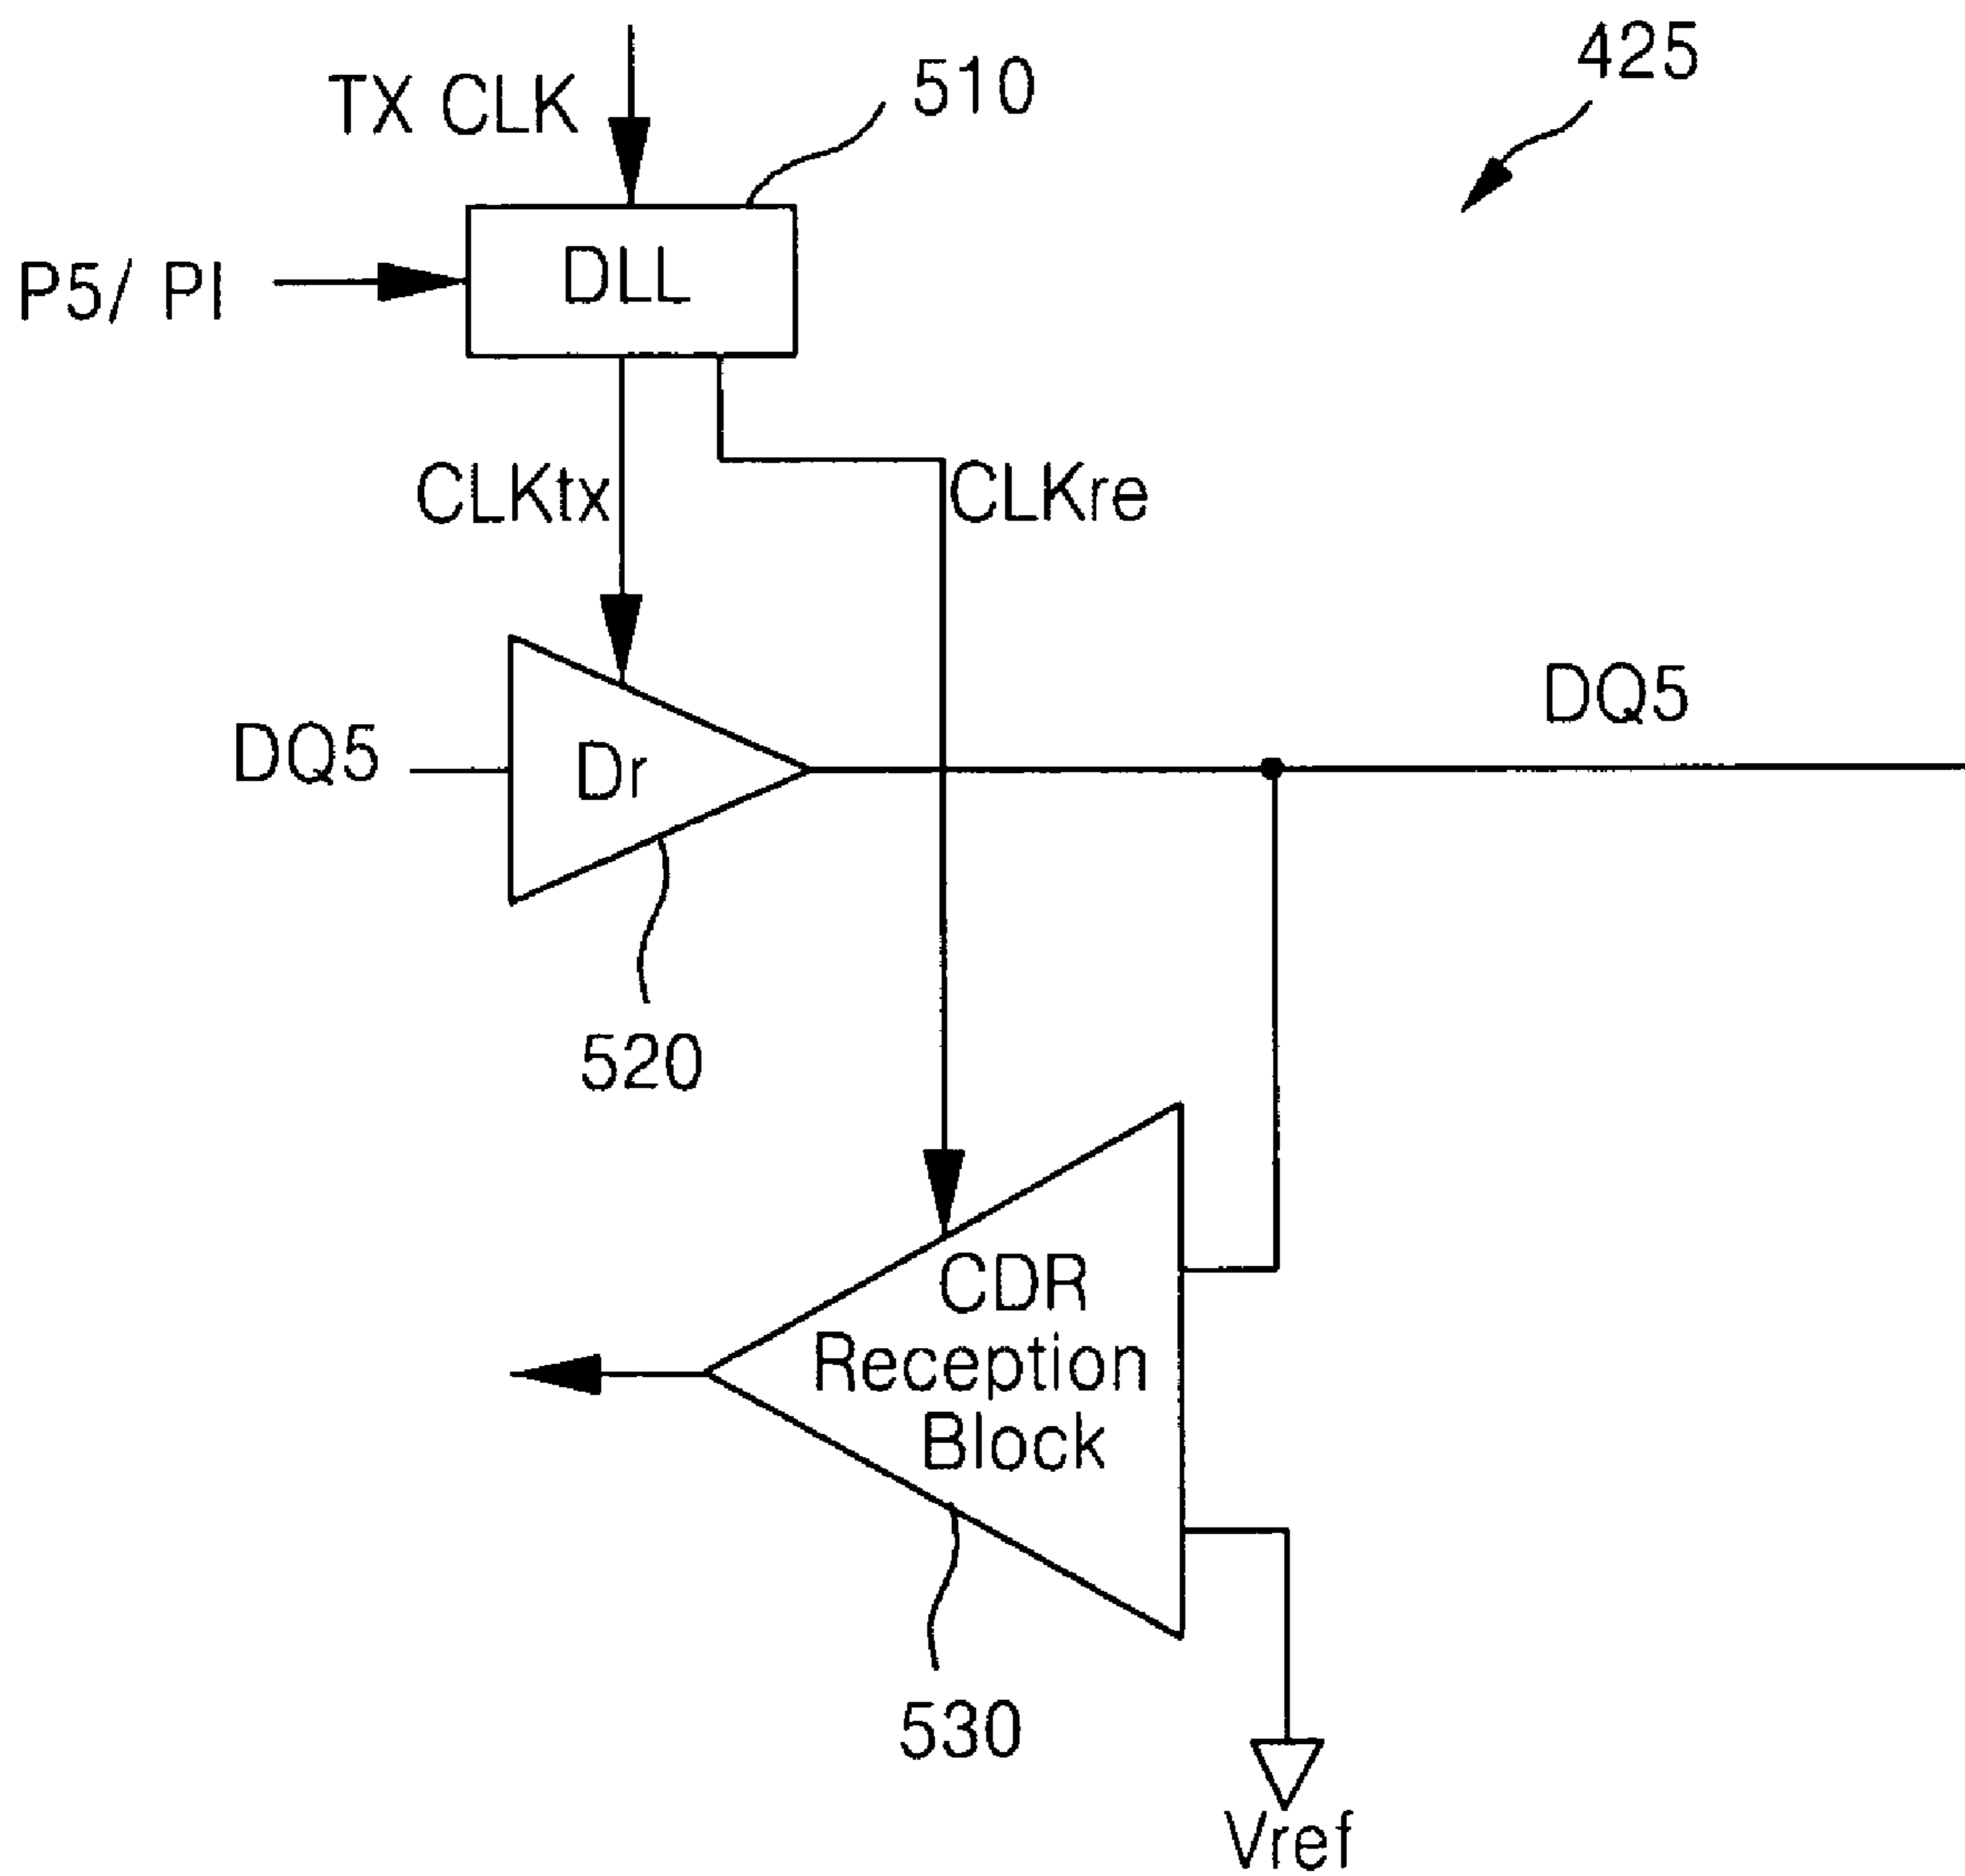 425
510
TX CLK
DLL
P5/ PI
CLKtx
CLKre
DQ5
DQ5
Dr
520
CDR
Reception
Block
530
Vref